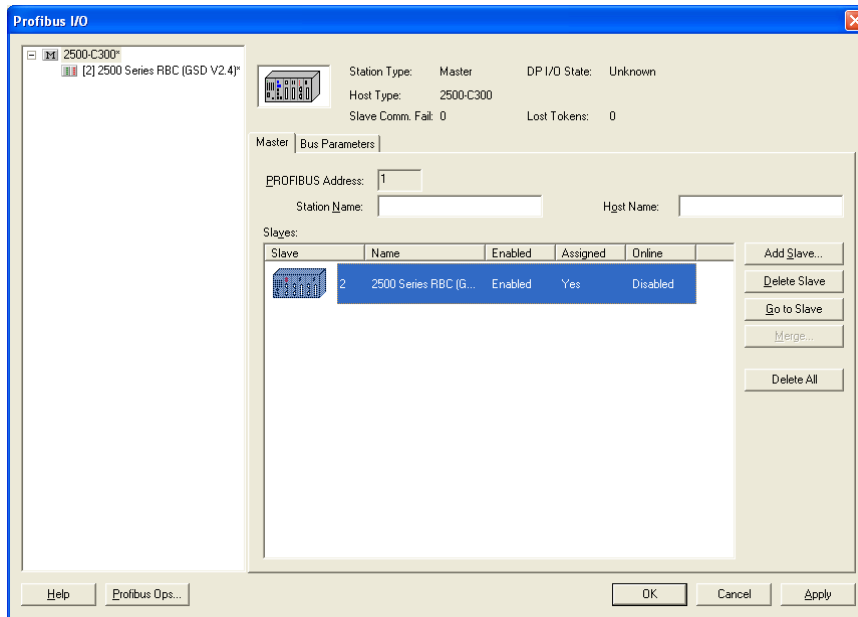 Profibus I/O
2500-C300*
[2] 2500 Series RBC (GSD V2.4)*
Station Type: Master DP I/O State: Unknown
Host Type: 2500-C300
Slave Comm. Fail: 0 Lost Tokens: 0
Master Bus Parameters
PROFIBUS Address: 1
Station Name: Host Name:
Slaves:
Slave Name Enabled Assigned Online
2 2500 Series RBC (G... Enabled Yes Disabled
Add Slave...
Delete Slave
Go to Slave
Merge...
Delete All
Help Profibus Ops... OK Cancel Apply